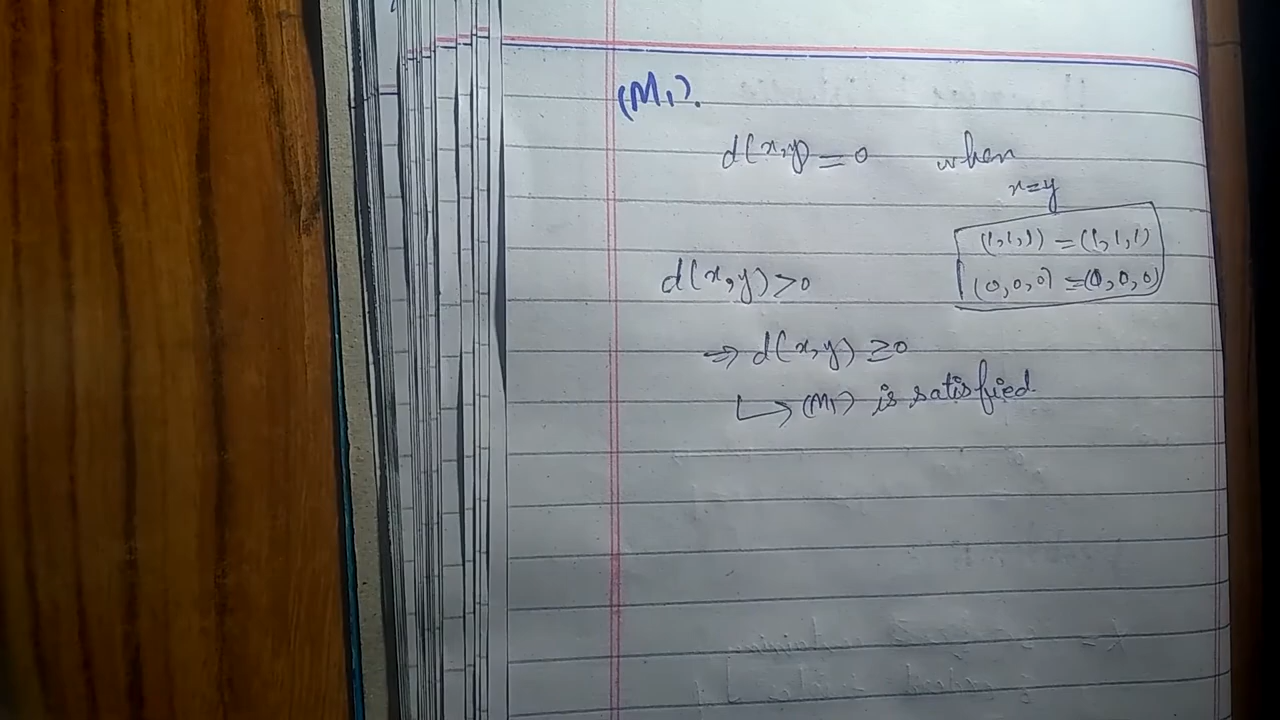 (M₁).
d(x,y) = 0 when
x=y
(1,1,1) = (1,1,1)
d(x,y) > 0
(0,0,0) = (0,0,0)
⇒ d(x,y) ≥ 0
↳ (M₁) is satisfied